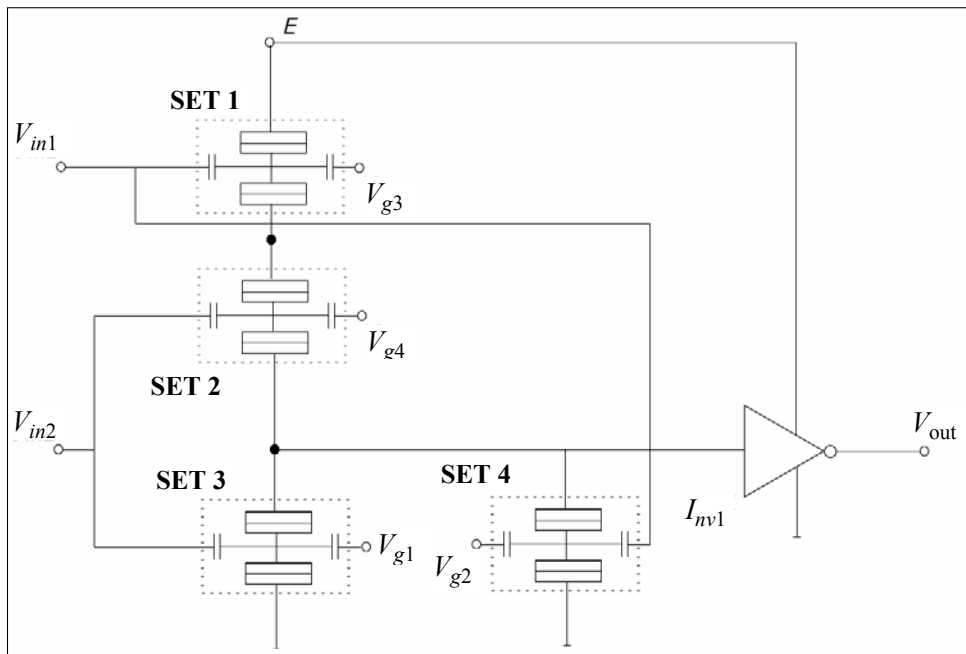 E
SET 1
Vin1
Vg3
Vg4
SET 2
Vin2
Vout
SET 3
SET 4
Inv1
Vg1
Vg2